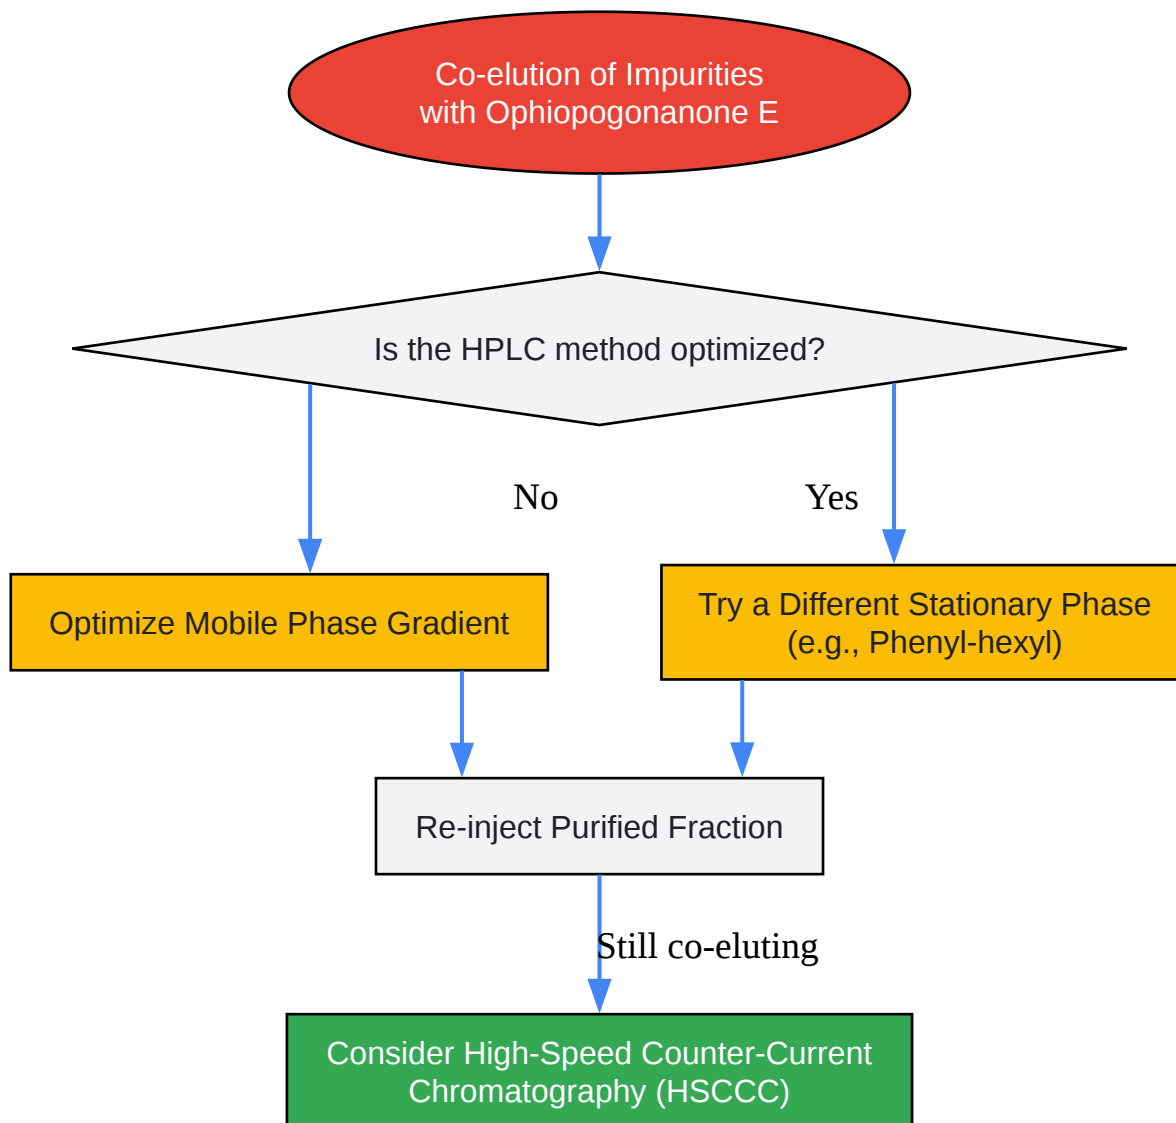 Co-elution of Impurities
with Ophiopogonanone E
Is the HPLC method optimized?
No
Yes
Optimize Mobile Phase Gradient
Try a Different Stationary Phase
(e.g., Phenyl-hexyl)
Re-inject Purified Fraction
Still co-eluting
Consider High-Speed Counter-Current
Chromatography (HSCCC)